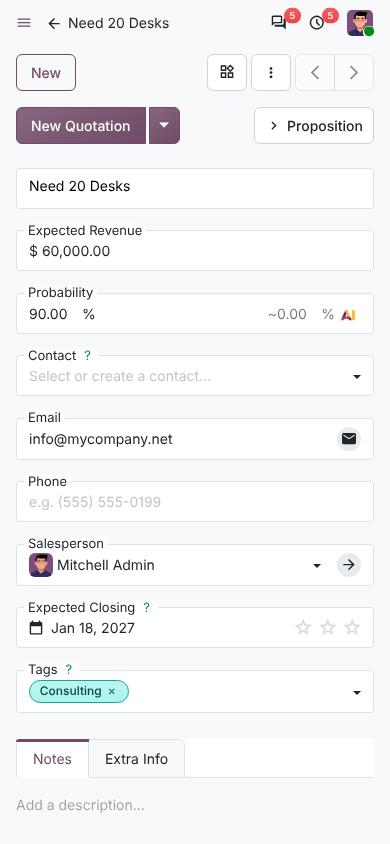 Need 20 Desks
5
5
New
New Quotation
Proposition
Need 20 Desks
Expected Revenue
$ 60,000.00
Probability
90.00 % ~0.00 % AI
Contact ?
Select or create a contact...
Email
info@mycompany.net
Phone
e.g. (555) 555-0199
Salesperson
Mitchell Admin
Expected Closing ?
Jan 18, 2027
Tags ?
Consulting ×
Notes Extra Info
Add a description...